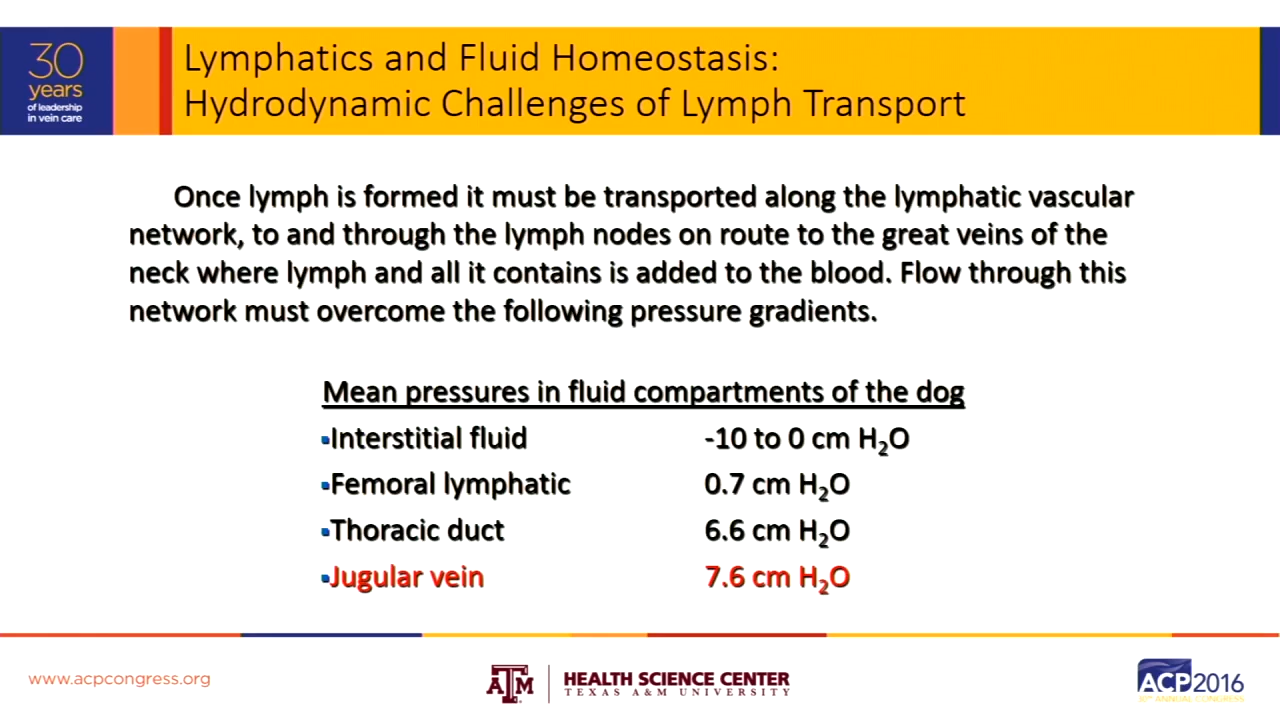 30
years
of leadership
in vein care
Lymphatics and Fluid Homeostasis:
Hydrodynamic Challenges of Lymph Transport
Once lymph is formed it must be transported along the lymphatic vascular
network, to and through the lymph nodes on route to the great veins of the
neck where lymph and all it contains is added to the blood. Flow through this
network must overcome the following pressure gradients.
Mean pressures in fluid compartments of the dog
▪Interstitial fluid -10 to 0 cm H₂O
▪Femoral lymphatic 0.7 cm H₂O
▪Thoracic duct 6.6 cm H₂O
▪Jugular vein 7.6 cm H₂O
www.acpcongress.org
ATM
HEALTH SCIENCE CENTER
TEXAS A&M UNIVERSITY
ACP2016
30TH ANNUAL CONGRESS